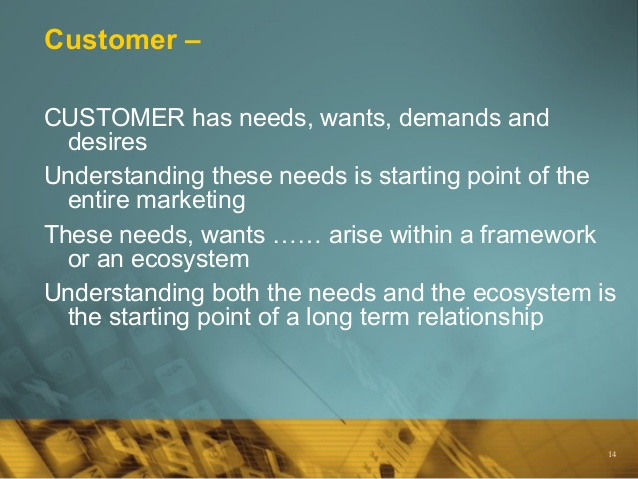 Customer –
CUSTOMER has needs, wants, demands and
desires
Understanding these needs is starting point of the
entire marketing
These needs, wants …… arise within a framework
or an ecosystem
Understanding both the needs and the ecosystem is
the starting point of a long term relationship
14